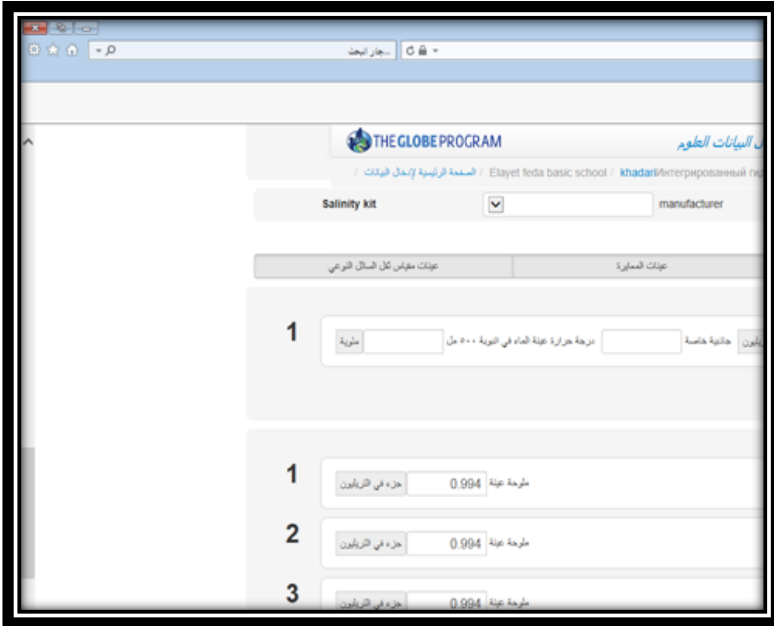 جار البحث...
THE GLOBE PROGRAM
ل البيانات العلوم
الصفحة الرئيسية لإدخال البيانات / Elayet feda basic school / khadari Интегрированный
Salinity kit
manufacturer
عينات المعايرة
عينات مقياس ثقل السائل النوعي
1
جاذبية خاصة
درجة حرارة عينة الماء في انبوبة ٥٠٠ مل
مئوية
1
ملوحة عينة 0.994 جزء في التريليون
2
ملوحة عينة 0.994 جزء في التريليون
3
ملوحة عينة 0.994 جزء في التريليون